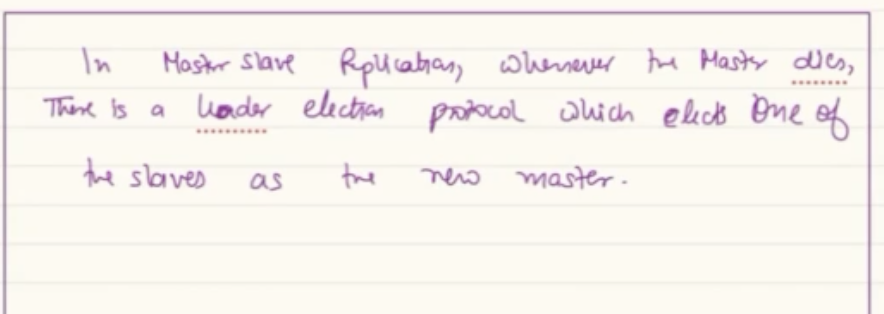 In Master slave Replication, whenever the Master dies,
There is a leader election protocol which elects One of
the slaves as the new master.